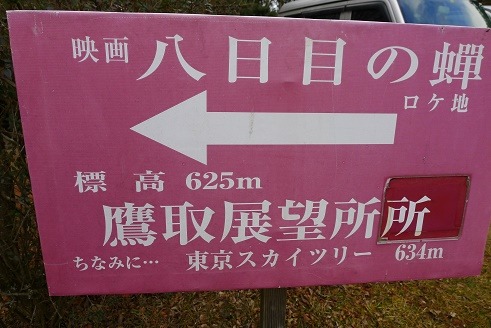 映画 八日目の蝉
ロケ地
標高 625m
鷹取展望所所
ちなみに… 東京スカイツリー 634m